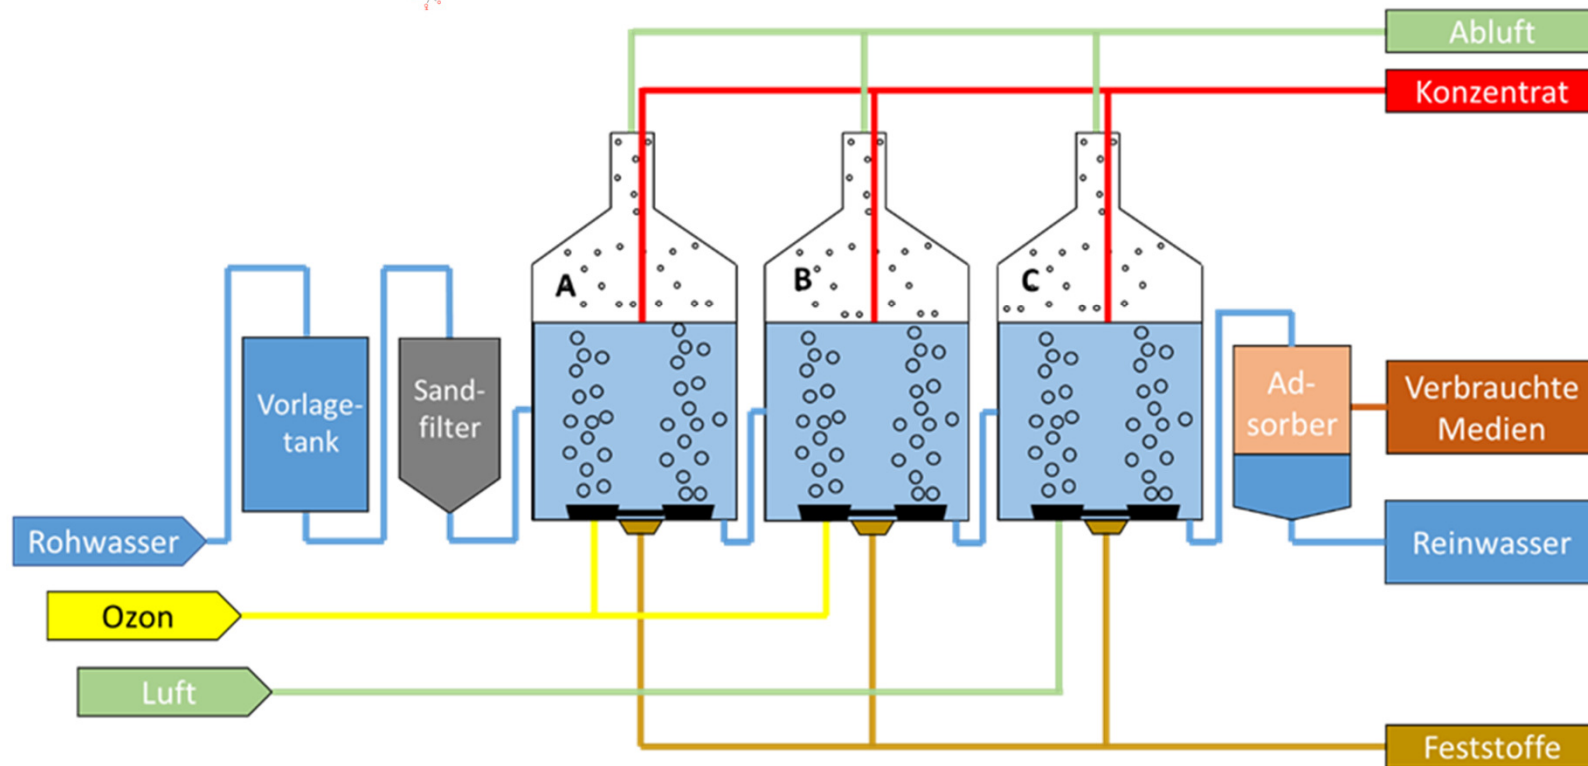 Abluft
Konzentrat
A
B
C
Vorlage-
tank
Sand-
filter
Ad-
sorber
Verbrauchte
Medien
Rohwasser
Reinwasser
Ozon
Luft
Feststoffe